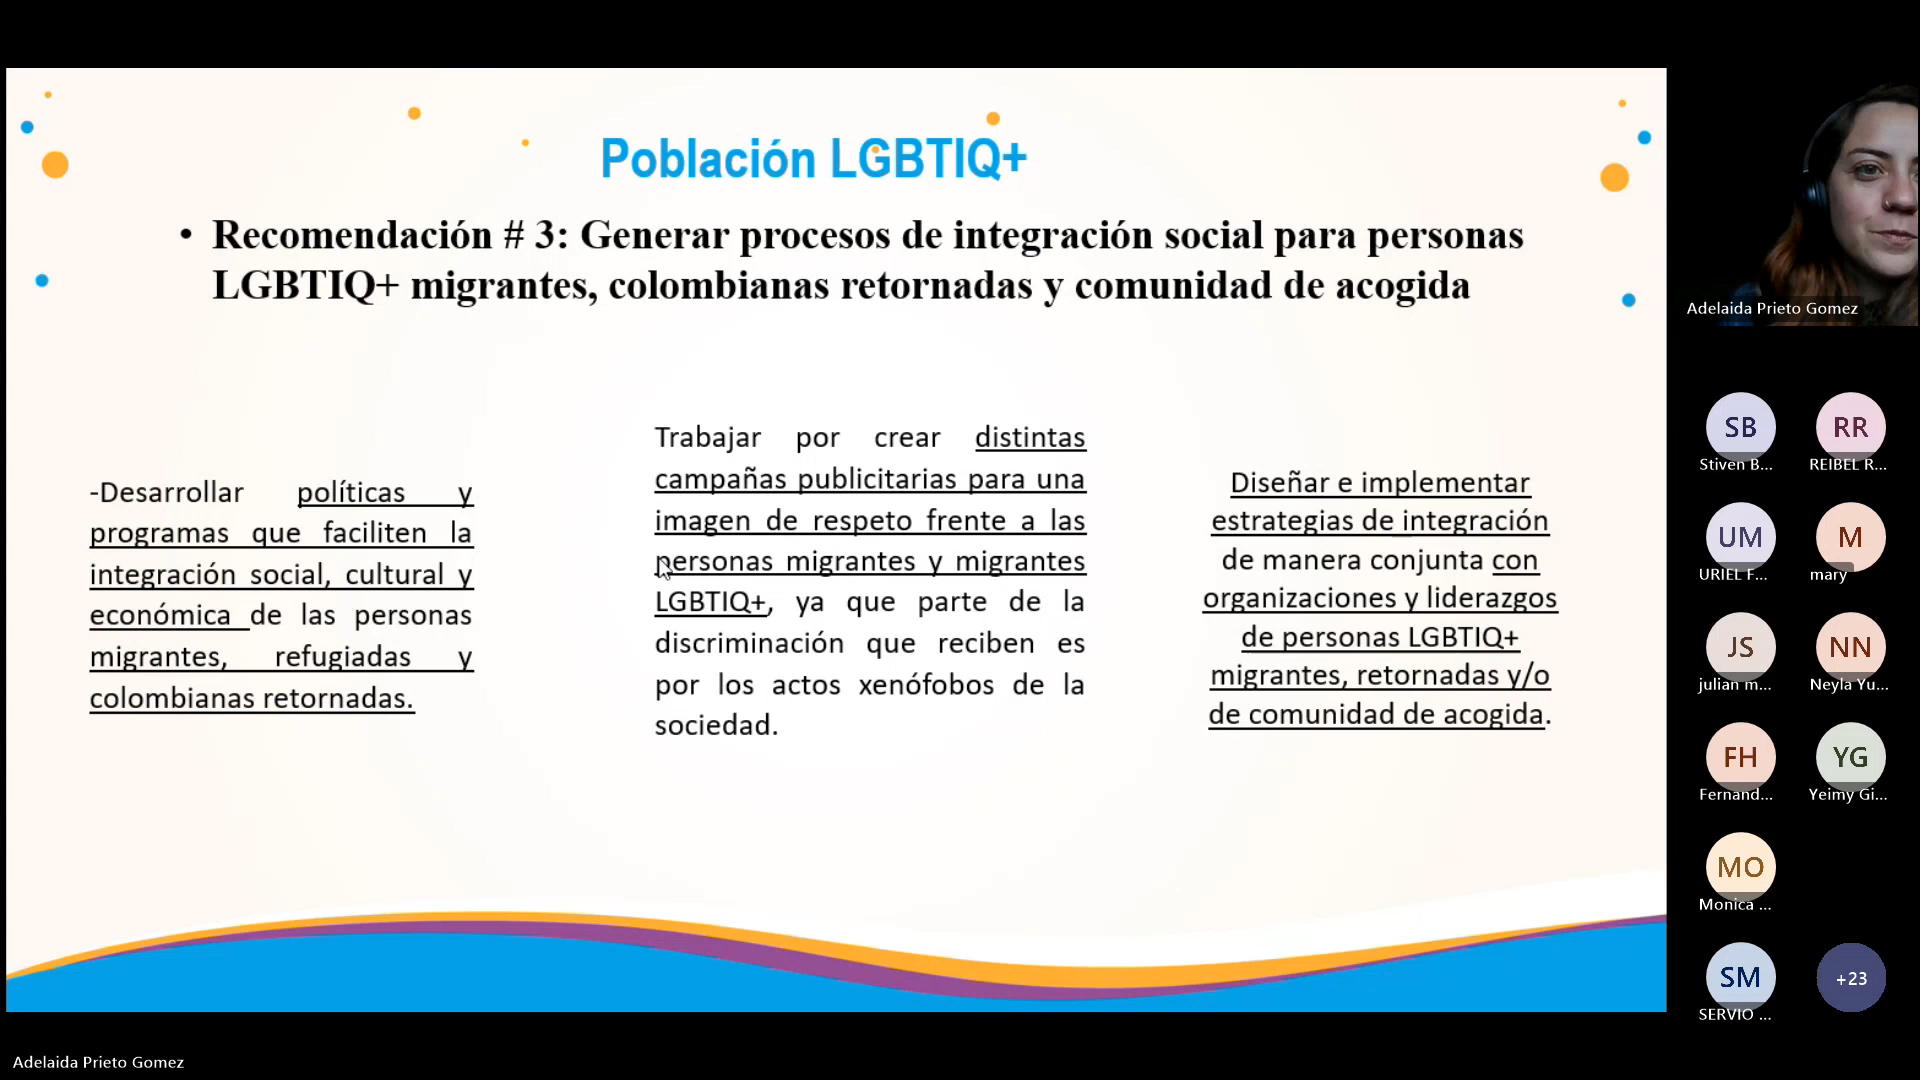 Población LGBTIQ+
• Recomendación # 3: Generar procesos de integración social para personas
LGBTIQ+ migrantes, colombianas retornadas y comunidad de acogida
-Desarrollar políticas y
programas que faciliten la
integración social, cultural y
económica de las personas
migrantes, refugiadas y
colombianas retornadas.
Trabajar por crear distintas
campañas publicitarias para una
imagen de respeto frente a las
personas migrantes y migrantes
LGBTIQ+, ya que parte de la
discriminación que reciben es
por los actos xenófobos de la
sociedad.
Diseñar e implementar
estrategias de integración
de manera conjunta con
organizaciones y liderazgos
de personas LGBTIQ+
migrantes, retornadas y/o
de comunidad de acogida.
Adelaida Prieto Gomez
SB
Stiven B...
RR
REIBEL R...
UM
URIEL F...
M
mary
JS
julian m...
NN
Neyla Yu...
FH
Fernand...
YG
Yeimy Gi...
MO
Monica ...
SM
SERVIO ...
+23
Adelaida Prieto Gomez